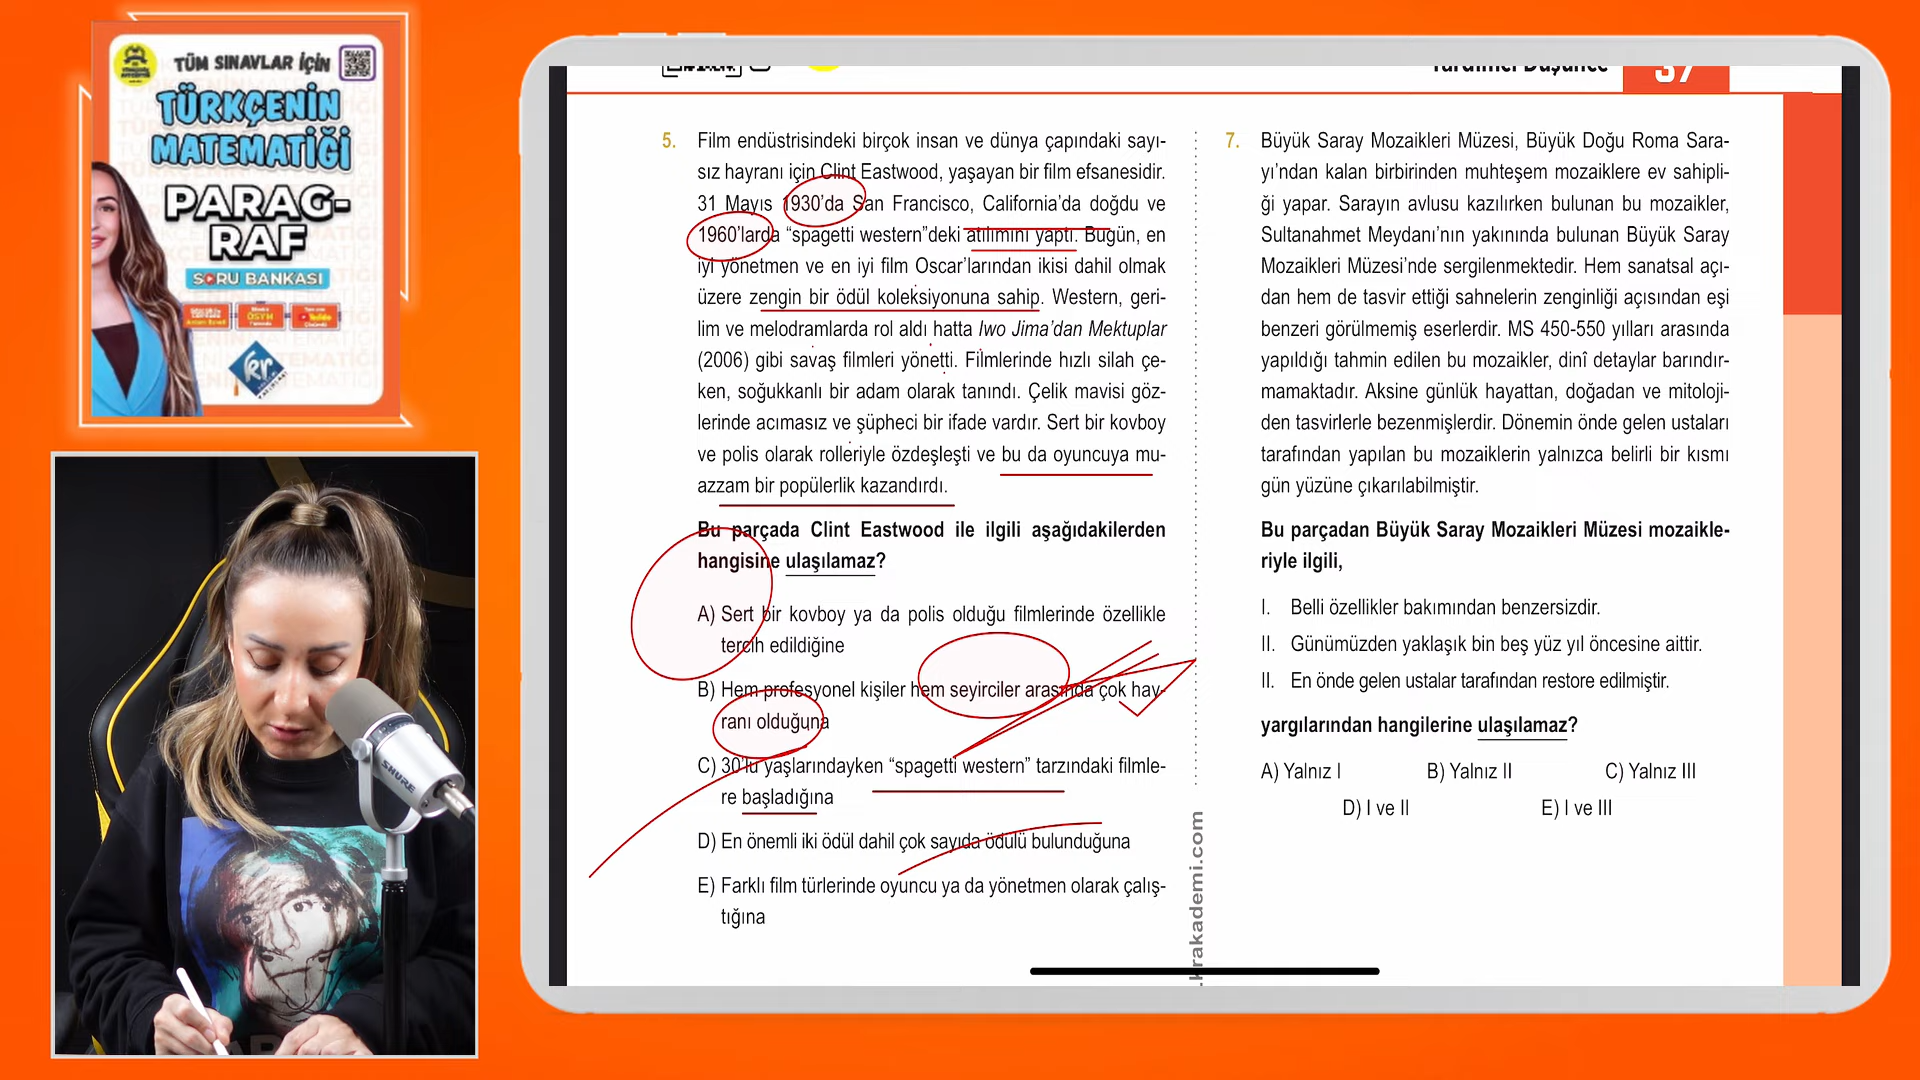 TÜM SINAVLAR İÇİN
TÜRKÇENİN
MATEMATİĞİ
PARAG-
RAF
SORU BANKASI
ÖSYM
SHURE
37
5. Film endüstrisindeki birçok insan ve dünya çapındaki sayı-
sız hayranı için Clint Eastwood, yaşayan bir film efsanesidir.
31 Mayıs 1930'da San Francisco, California'da doğdu ve
1960'larda “spagetti western”deki atılımını yaptı. Bugün, en
iyi yönetmen ve en iyi film Oscar'larından ikisi dahil olmak
üzere zengin bir ödül koleksiyonuna sahip. Western, geri-
lim ve melodramlarda rol aldı hatta Iwo Jima'dan Mektuplar
(2006) gibi savaş filmleri yönetti. Filmlerinde hızlı silah çe-
ken, soğukkanlı bir adam olarak tanındı. Çelik mavisi göz-
lerinde acımasız ve şüpheci bir ifade vardır. Sert bir kovboy
ve polis olarak rolleriyle özdeşleşti ve bu da oyuncuya mu-
azzam bir popülerlik kazandırdı.
Bu parçada Clint Eastwood ile ilgili aşağıdakilerden
hangisine ulaşılamaz?
A) Sert bir kovboy ya da polis olduğu filmlerinde özellikle
tercih edildiğine
B) Hem profesyonel kişiler hem seyirciler arasında çok hay-
ranı olduğuna
C) 30'lu yaşlarındayken “spagetti western” tarzındaki filmle-
re başladığına
D) En önemli iki ödül dahil çok sayıda ödülü bulunduğuna
E) Farklı film türlerinde oyuncu ya da yönetmen olarak çalış-
tığına
krakademi.com
7. Büyük Saray Mozaikleri Müzesi, Büyük Doğu Roma Sara-
yı'ndan kalan birbirinden muhteşem mozaiklere ev sahipli-
ği yapar. Sarayın avlusu kazılırken bulunan bu mozaikler,
Sultanahmet Meydanı'nın yakınında bulunan Büyük Saray
Mozaikleri Müzesi'nde sergilenmektedir. Hem sanatsal açı-
dan hem de tasvir ettiği sahnelerin zenginliği açısından eşi
benzeri görülmemiş eserlerdir. MS 450-550 yılları arasında
yapıldığı tahmin edilen bu mozaikler, dinî detaylar barındır-
mamaktadır. Aksine günlük hayattan, doğadan ve mitoloji-
den tasvirlerle bezenmişlerdir. Dönemin önde gelen ustaları
tarafından yapılan bu mozaiklerin yalnızca belirli bir kısmı
gün yüzüne çıkarılabilmiştir.
Bu parçadan Büyük Saray Mozaikleri Müzesi mozaikle-
riyle ilgili,
I. Belli özellikler bakımından benzersizdir.
II. Günümüzden yaklaşık bin beş yüz yıl öncesine aittir.
II. En önde gelen ustalar tarafından restore edilmiştir.
yargılarından hangilerine ulaşılamaz?
A) Yalnız I B) Yalnız II C) Yalnız III
D) I ve II E) I ve III